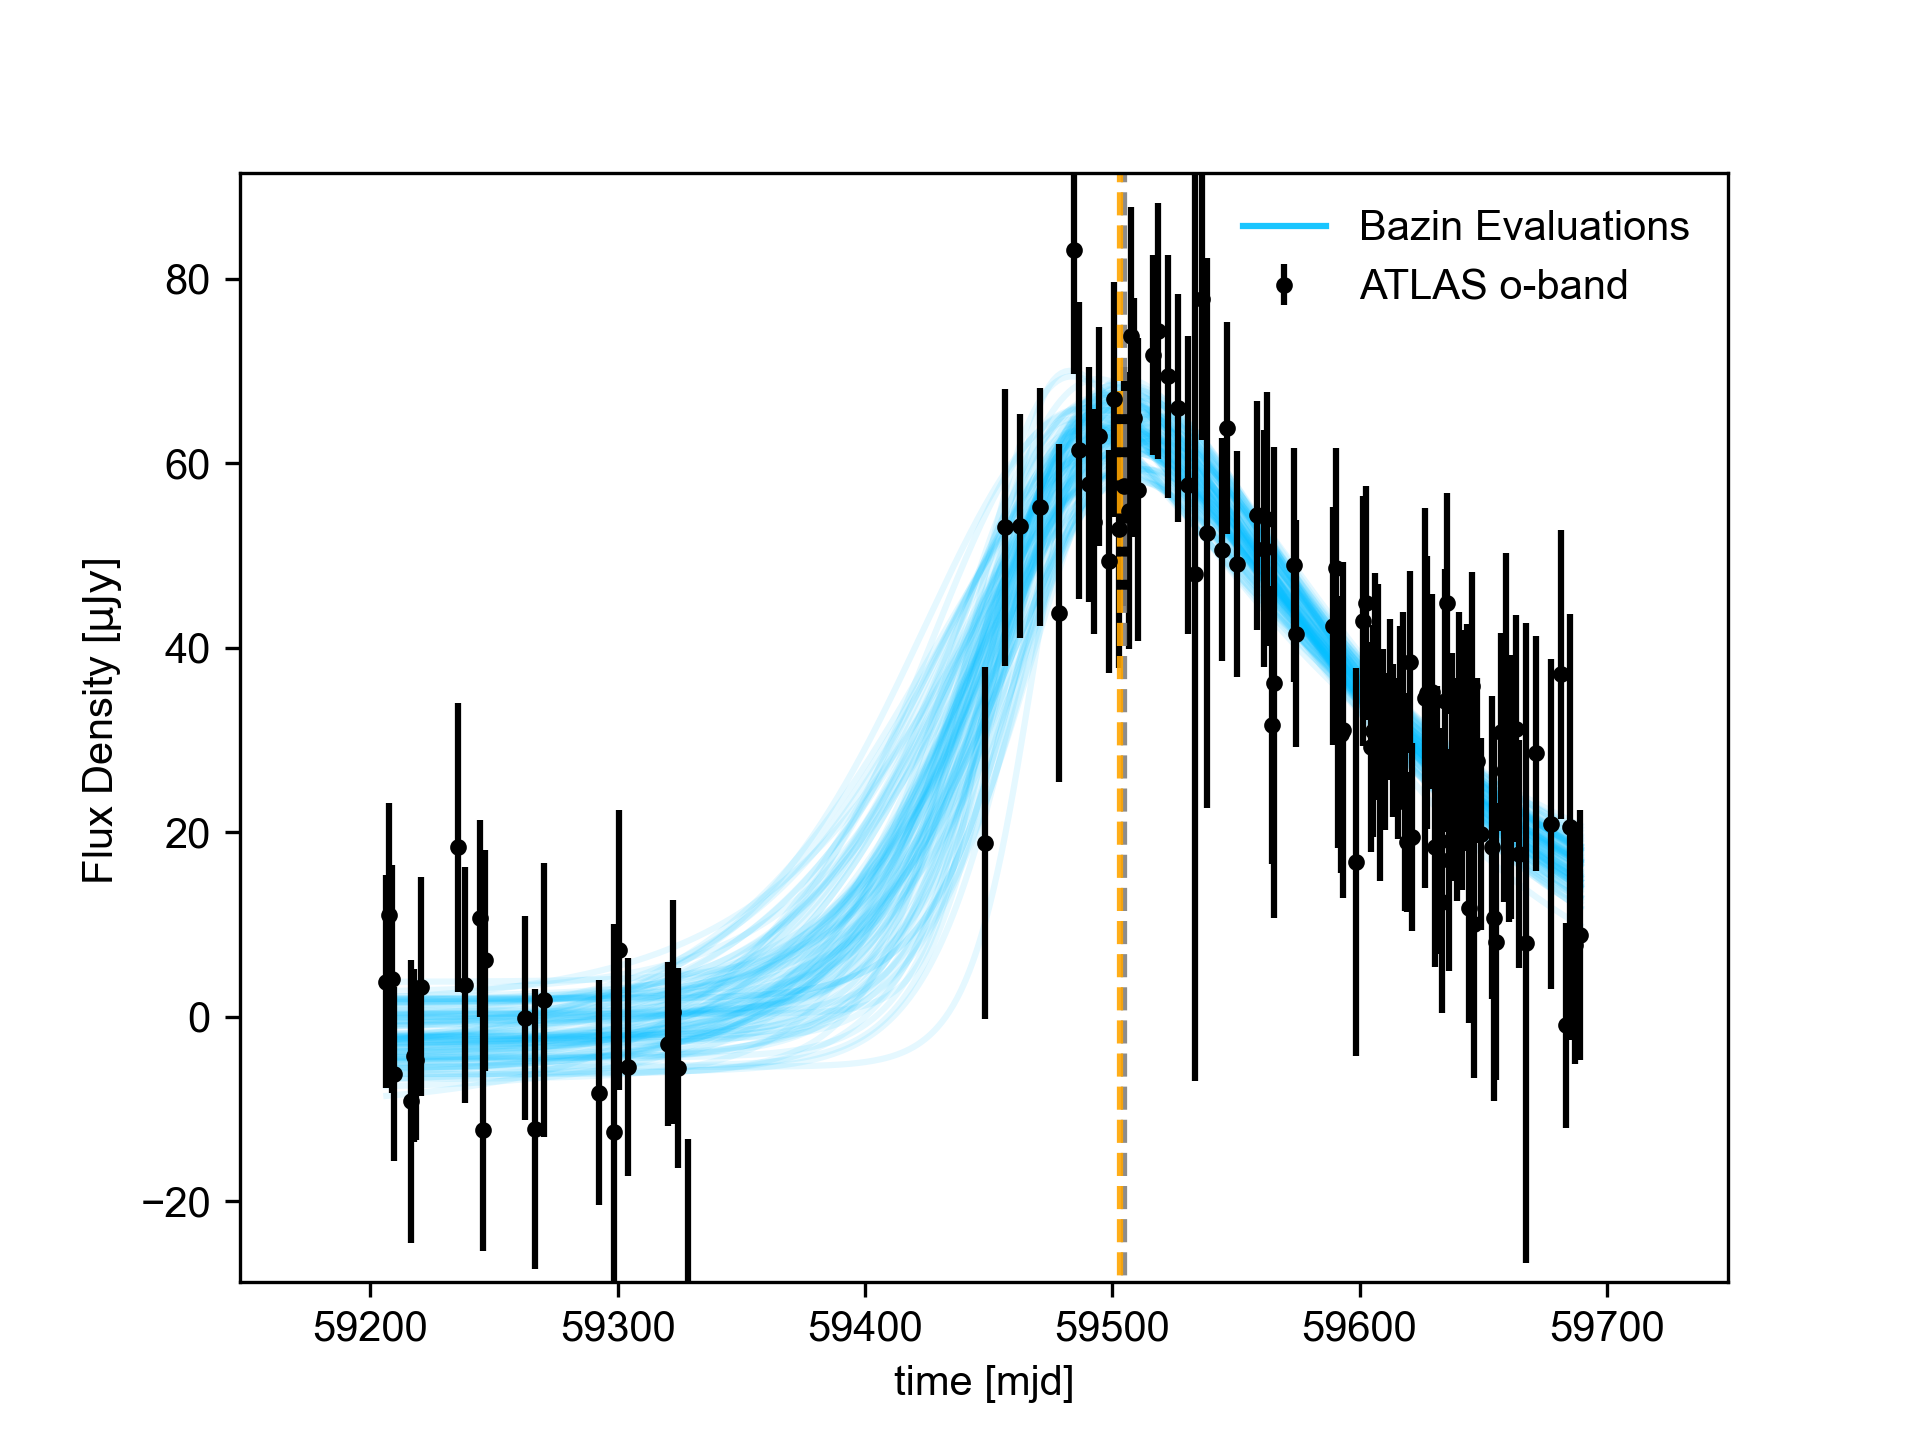 Bazin Evaluations
ATLAS o-band
Flux Density [µJy]
80
60
40
20
0
−20
59200 59300 59400 59500 59600 59700
time [mjd]